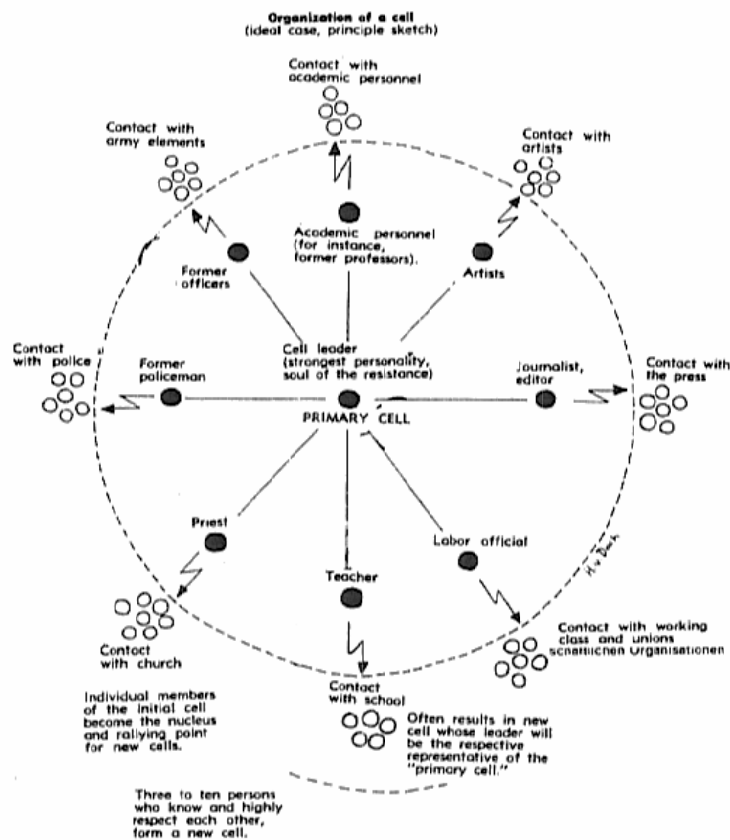 Organization of a cell
(ideal case, principle sketch)
Contact with
academic personnel
Contact with
army elements
Contact with
artists
Academic personnel
(for instance,
former professors).
Former
officers
Artists
Contact
with police
Former
policeman
Cell leader
(strongest personality,
soul of the resistance)
PRIMARY CELL
Journalist,
editor
Contact with
the press
Priest
Labor official
Teacher
H. v. Dach
Contact
with church
Contact with working
class and unions
schaftlichen Organisationen
Contact
with school
Individual members
of the initial cell
become the nucleus
and rallying point
for new cells.
Often results in new
cell whose leader will
be the respective
representative of the
"primary cell."
Three to ten persons
who know and highly
respect each other,
form a new cell.